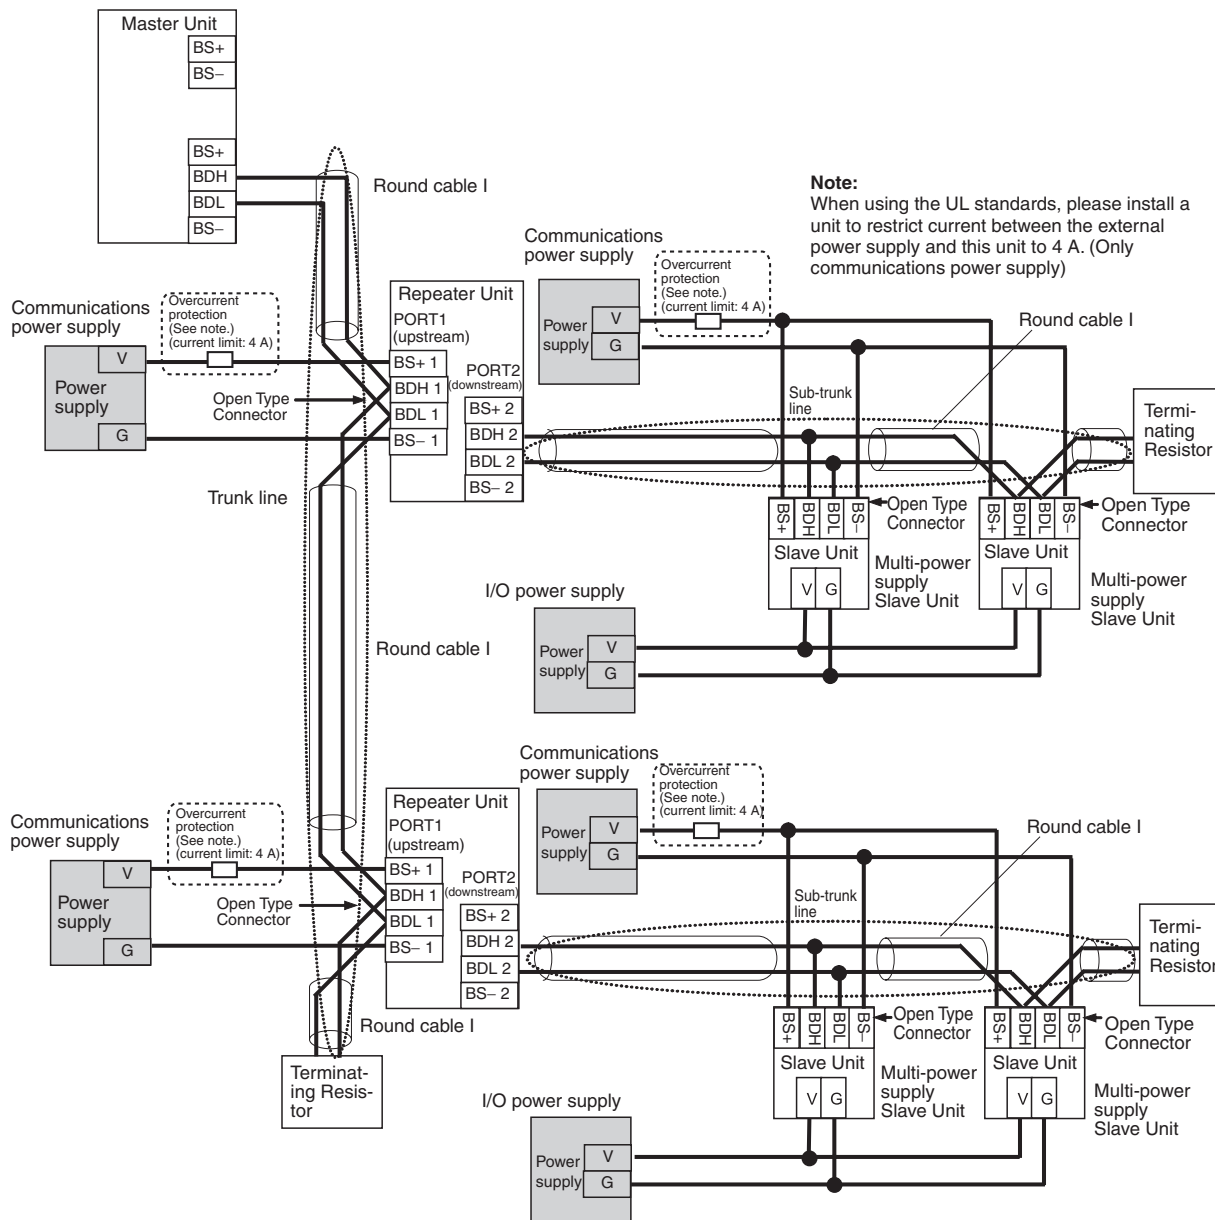 Master Unit
BS+
BS−
BS+
BDH
BDL
BS−
Round cable I
Note:
When using the UL standards, please install a
unit to restrict current between the external
power supply and this unit to 4 A. (Only
communications power supply)
Communications
power supply
Overcurrent
protection
(See note.)
(current limit: 4 A)
Power
supply
V
G
Repeater Unit
PORT1
(upstream)
BS+ 1
BDH 1
BDL 1
BS− 1
PORT2
(downstream)
BS+ 2
BDH 2
BDL 2
BS− 2
Open Type
Connector
Trunk line
Communications
power supply
Overcurrent
protection
(See note.)
(current limit: 4 A)
Power
supply
V
G
Round cable I
Sub-trunk
line
Termi-
nating
Resistor
BS+
BDH
BDL
BS−
Slave Unit
V
G
Open Type
Connector
Multi-power
supply
Slave Unit
BS+
BDH
BDL
BS−
Slave Unit
V
G
Open Type
Connector
Multi-power
supply
Slave Unit
I/O power supply
Power
supply
V
G
Round cable I
Communications
power supply
Overcurrent
protection
(See note.)
(current limit: 4 A)
Power
supply
V
G
Repeater Unit
PORT1
(upstream)
BS+ 1
BDH 1
BDL 1
BS− 1
PORT2
(downstream)
BS+ 2
BDH 2
BDL 2
BS− 2
Open Type
Connector
Round cable I
Terminat-
ing Resis-
tor
Communications
power supply
Overcurrent
protection
(See note.)
(current limit: 4 A)
Power
supply
V
G
Round cable I
Sub-trunk
line
Termi-
nating
Resistor
BS+
BDH
BDL
BS−
Slave Unit
V
G
Open Type
Connector
Multi-power
supply
Slave Unit
BS+
BDH
BDL
BS−
Slave Unit
V
G
Open Type
Connector
Multi-power
supply
Slave Unit
I/O power supply
Power
supply
V
G